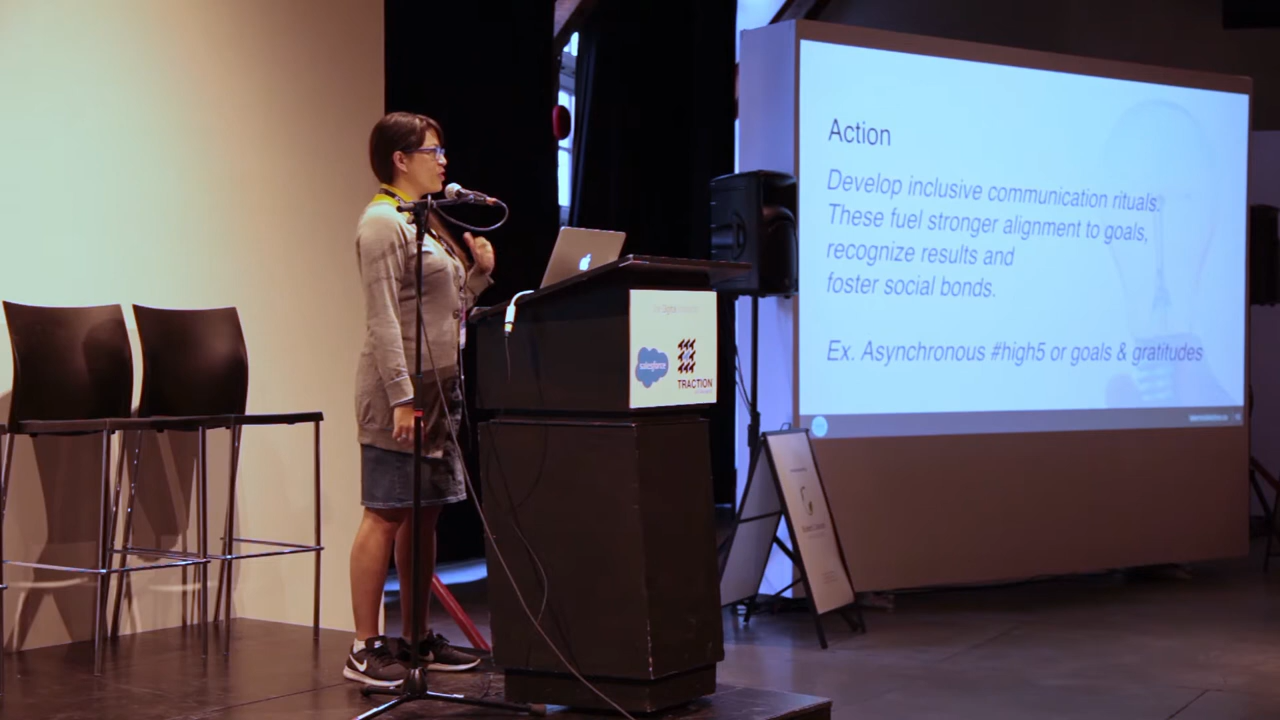 Action
Develop inclusive communication rituals.
These fuel stronger alignment to goals,
recognize results and
foster social bonds.
Ex. Asynchronous #high5 or goals & gratitudes
salesforce
TRACTION